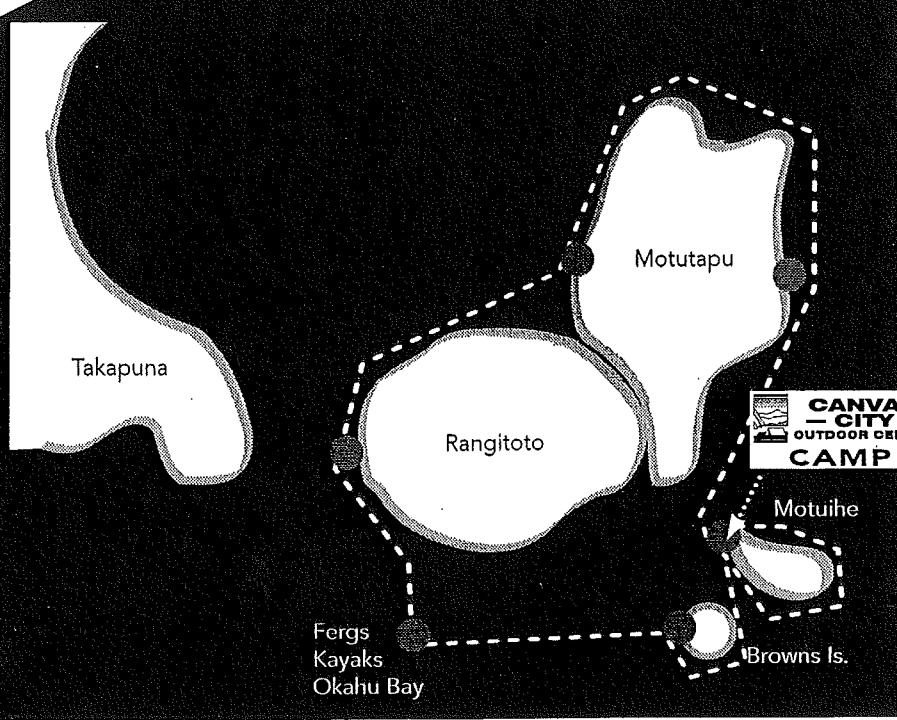 Motutapu
Takapuna
Rangitoto
CANVA
— CITY
OUTDOOR CE
CAMP
Motuihe
Fergs
Kayaks
Okahu Bay
Browns Is.